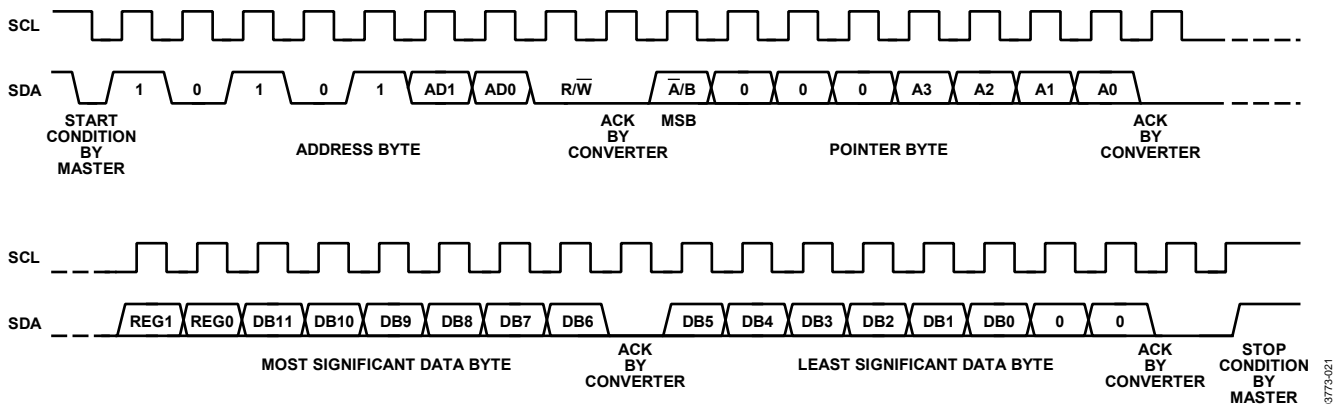 SCL
SDA 1 0 1 0 1 AD1 AD0 R/W̅ A̅/B 0 0 0 A3 A2 A1 A0
START CONDITION BY MASTER
ADDRESS BYTE
ACK BY CONVERTER
MSB
POINTER BYTE
ACK BY CONVERTER
SCL
SDA REG1 REG0 DB11 DB10 DB9 DB8 DB7 DB6 DB5 DB4 DB3 DB2 DB1 DB0 0 0
MOST SIGNIFICANT DATA BYTE
ACK BY CONVERTER
LEAST SIGNIFICANT DATA BYTE
ACK BY CONVERTER
STOP CONDITION BY MASTER
3773-021